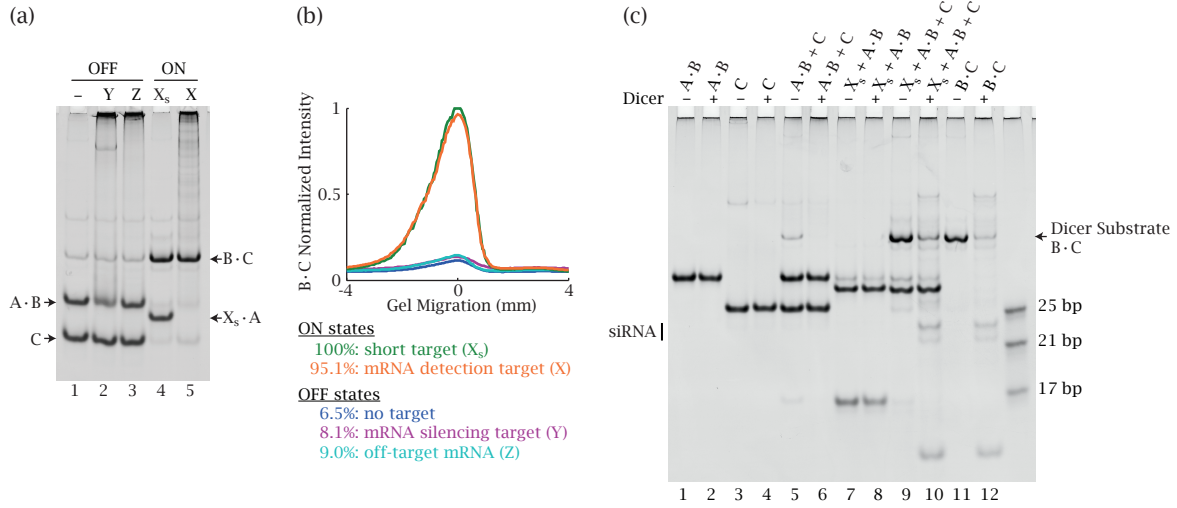 (a)
OFF
ON
– Y Z Xs X
B·C
A·B
Xs·A
C
1 2 3 4 5
(b)
B·C Normalized Intensity
1
0.5
0
-4 0 4
Gel Migration (mm)
ON states
100%: short target (Xs)
95.1%: mRNA detection target (X)
OFF states
6.5%: no target
8.1%: mRNA silencing target (Y)
9.0%: off-target mRNA (Z)
(c)
A·B
A·B
C
C
A·B + C
A·B + C
Xs + A·B
Xs + A·B
Xs + A·B + C
Xs + A·B + C
B·C
B·C
Dicer – + – + – + – + – + – +
Dicer Substrate
B·C
25 bp
siRNA
21 bp
17 bp
1 2 3 4 5 6 7 8 9 10 11 12